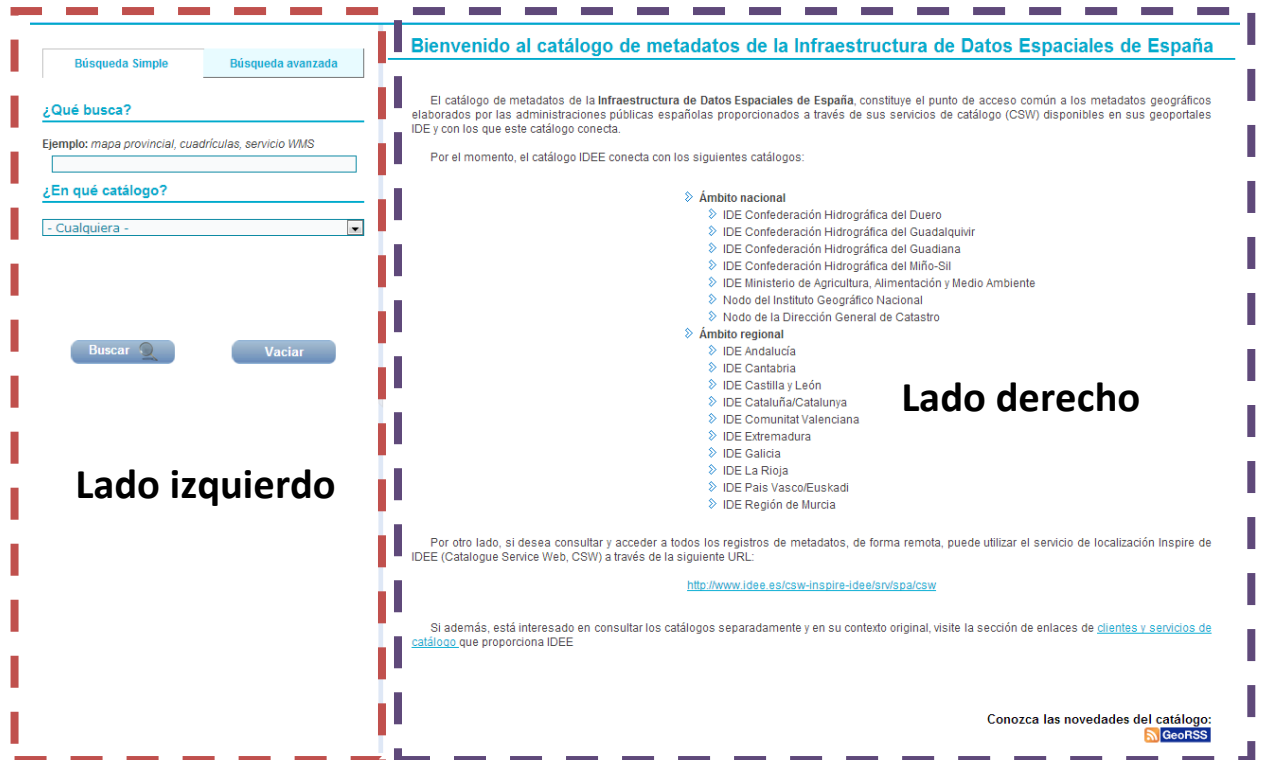 Búsqueda Simple
Búsqueda avanzada
¿Qué busca?
Ejemplo: mapa provincial, cuadrículas, servicio WMS
¿En qué catálogo?
- Cualquiera -
Buscar
Vaciar
Lado izquierdo
Bienvenido al catálogo de metadatos de la Infraestructura de Datos Espaciales de España
El catálogo de metadatos de la Infraestructura de Datos Espaciales de España, constituye el punto de acceso común a los metadatos geográficos
elaborados por las administraciones públicas españolas proporcionados a través de sus servicios de catálogo (CSW) disponibles en sus geoportales
IDE y con los que este catálogo conecta.
Por el momento, el catálogo IDEE conecta con los siguientes catálogos:
Ámbito nacional
IDE Confederación Hidrográfica del Duero
IDE Confederación Hidrográfica del Guadalquivir
IDE Confederación Hidrográfica del Guadiana
IDE Confederación Hidrográfica del Miño-Sil
IDE Ministerio de Agricultura, Alimentación y Medio Ambiente
Nodo del Instituto Geográfico Nacional
Nodo de la Dirección General de Catastro
Ámbito regional
IDE Andalucía
IDE Cantabria
IDE Castilla y León
IDE Cataluña/Catalunya
IDE Comunitat Valenciana
IDE Extremadura
IDE Galicia
IDE La Rioja
IDE Pais Vasco/Euskadi
IDE Región de Murcia
Lado derecho
Por otro lado, si desea consultar y acceder a todos los registros de metadatos, de forma remota, puede utilizar el servicio de localización Inspire de
IDEE (Catalogue Service Web, CSW) a través de la siguiente URL:
http://www.idee.es/csw-inspire-idee/srv/spa/csw
Si además, está interesado en consultar los catálogos separadamente y en su contexto original, visite la sección de enlaces de clientes y servicios de
catálogo que proporciona IDEE
Conozca las novedades del catálogo:
GeoRSS